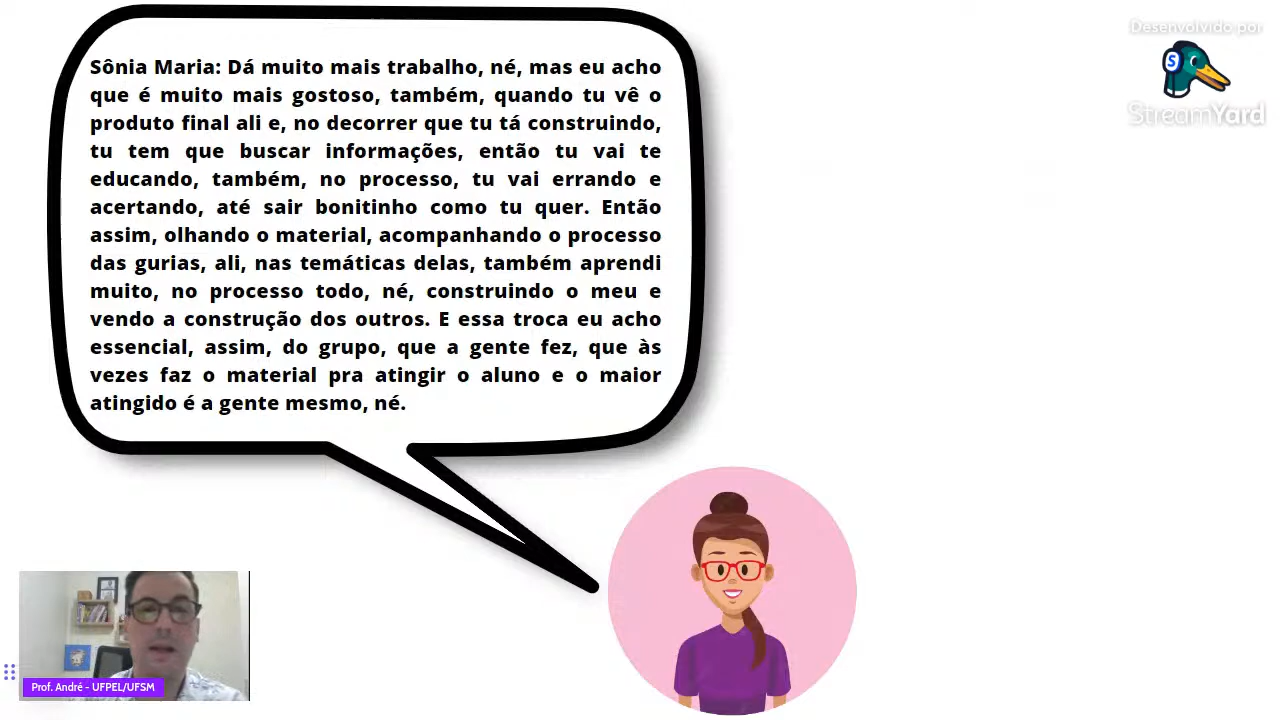 Desenvolvido por
S
StreamYard
Sônia Maria: Dá muito mais trabalho, né, mas eu acho
que é muito mais gostoso, também, quando tu vê o
produto final ali e, no decorrer que tu tá construindo,
tu tem que buscar informações, então tu vai te
educando, também, no processo, tu vai errando e
acertando, até sair bonitinho como tu quer. Então
assim, olhando o material, acompanhando o processo
das gurias, ali, nas temáticas delas, também aprendi
muito, no processo todo, né, construindo o meu e
vendo a construção dos outros. E essa troca eu acho
essencial, assim, do grupo, que a gente fez, que às
vezes faz o material pra atingir o aluno e o maior
atingido é a gente mesmo, né.
Prof. André - UFPEL/UFSM